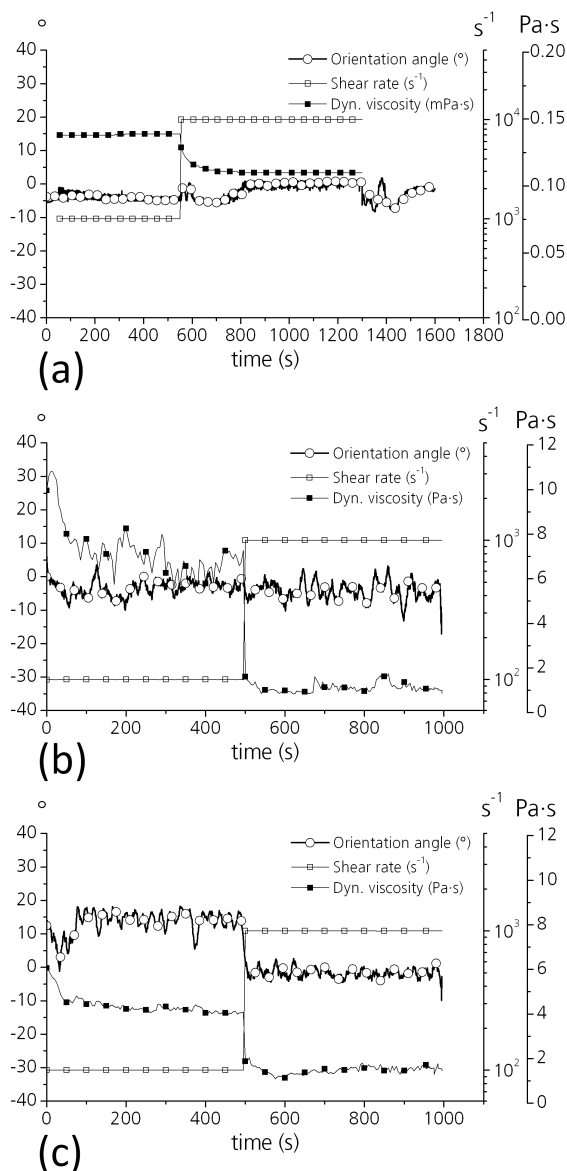 ° s⁻¹ Pa·s
40 0.20
30 Orientation angle (°)
Shear rate (s⁻¹)
20 Dyn. viscosity (mPa·s)
10⁴ 0.15
10
0 0.10
-10 10³
-20 0.05
-30
-40 10² 0.00
0 200 400 600 800 1000 1200 1400 1600 1800
time (s)
(a)
° s⁻¹ Pa·s
40 12
30 Orientation angle (°)
Shear rate (s⁻¹) 10
20 Dyn. viscosity (Pa·s)
10 10³ 8
0 6
-10 4
-20
-30 10² 2
-40 0
0 200 400 600 800 1000
time (s)
(b)
° s⁻¹ Pa·s
40 12
30 Orientation angle (°)
Shear rate (s⁻¹) 10
20 Dyn. viscosity (Pa·s)
10 10³ 8
0 6
-10 4
-20
-30 10² 2
-40 0
0 200 400 600 800 1000
time (s)
(c)